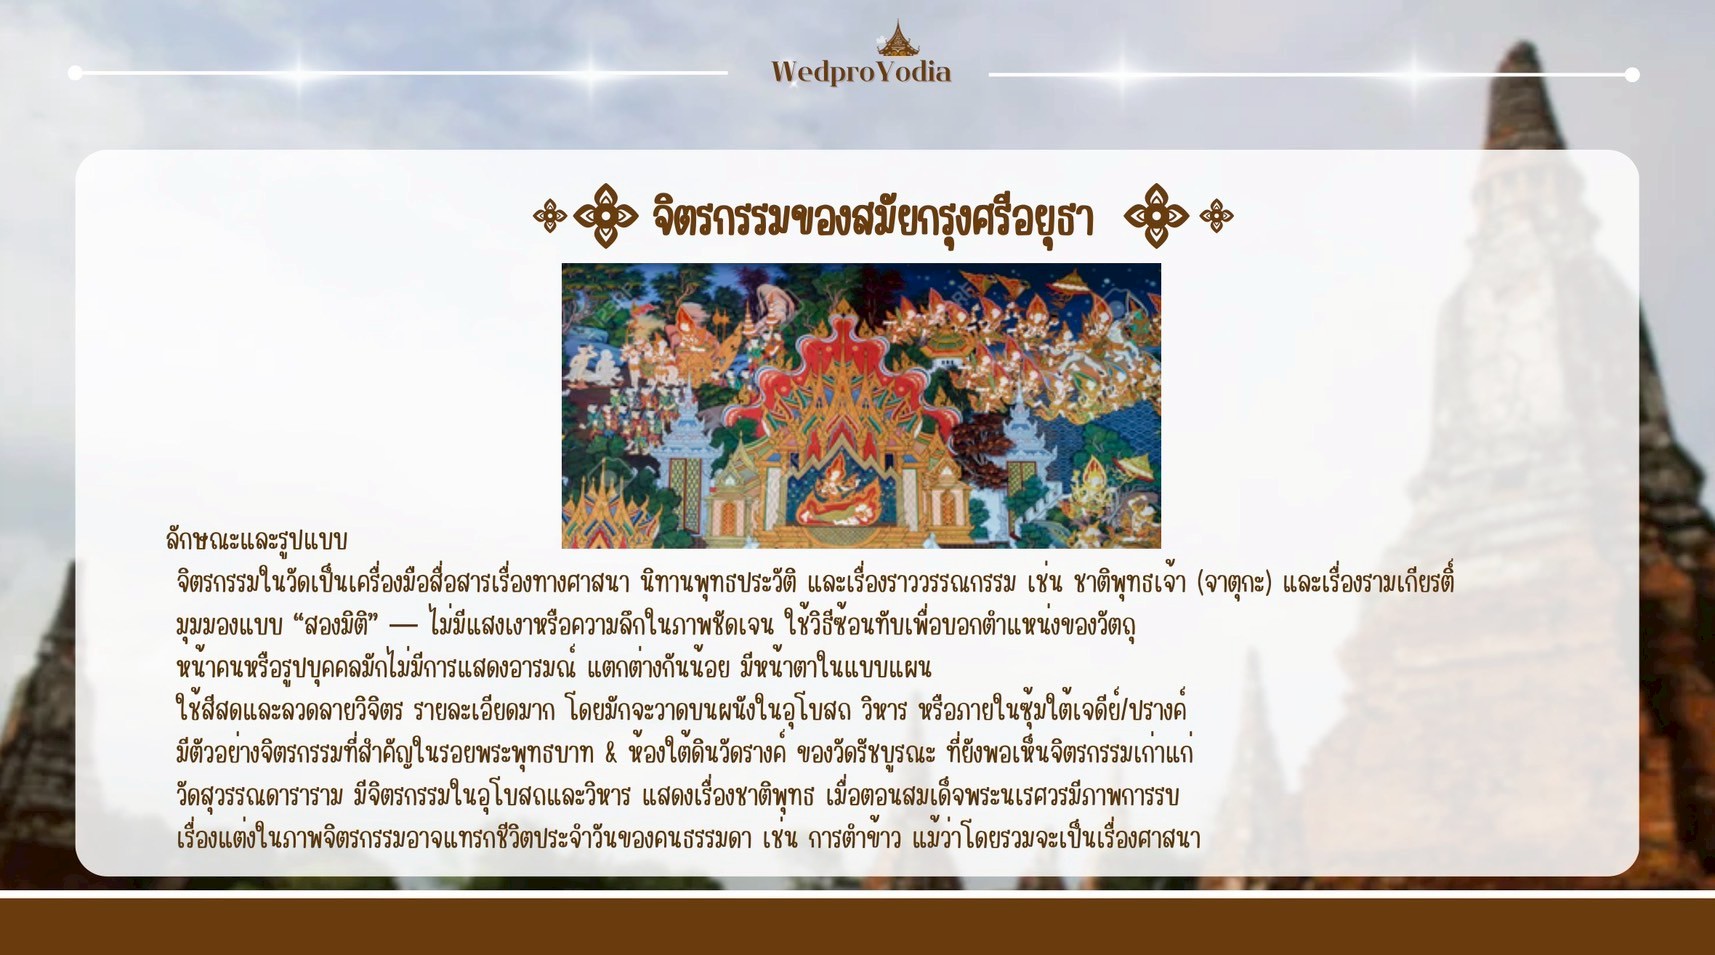 WedproYodia
จิตรกรรมของสมัยกรุงศรีอยุธา
ลักษณะและรูปแบบ
จิตรกรรมในวัดเป็นเครื่องมือสื่อสารเรื่องทางศาสนา นิทานพุทธประวัติ และเรื่องราววรรณกรรม เช่น ชาติพุทธเจ้า (จาตุกะ) และเรื่องรามเกียรติ์
มุมมองแบบ “สองมิติ” — ไม่มีแสงเงาหรือความลึกในภาพชัดเจน ใช้วิธีซ้อนทับเพื่อบอกตำแหน่งของวัตถุ
หน้าคนหรือรูปบุคคลมักไม่มีการแสดงอารมณ์ แตกต่างกันน้อย มีหน้าตาในแบบแผน
ใช้สีสดและลวดลายวิจิตร รายละเอียดมาก โดยมักจะวาดบนผนังในอุโบสถ วิหาร หรือภายในซุ้มใต้เจดีย์/ปรางค์
มีตัวอย่างจิตรกรรมที่สำคัญในรอยพระพุทธบาท & ห้องใต้ดินวัดรางค์ ของวัดรัชบูรณะ ที่ยังพอเห็นจิตรกรรมเก่าแก่
วัดสุวรรณดาราราม มีจิตรกรรมในอุโบสถและวิหาร แสดงเรื่องชาติพุทธ เมื่อตอนสมเด็จพระนเรศวรมีภาพการรบ
เรื่องแต่งในภาพจิตรกรรมอาจแทรกชีวิตประจำวันของคนธรรมดา เช่น การตำข้าว แม้ว่าโดยรวมจะเป็นเรื่องศาสนา